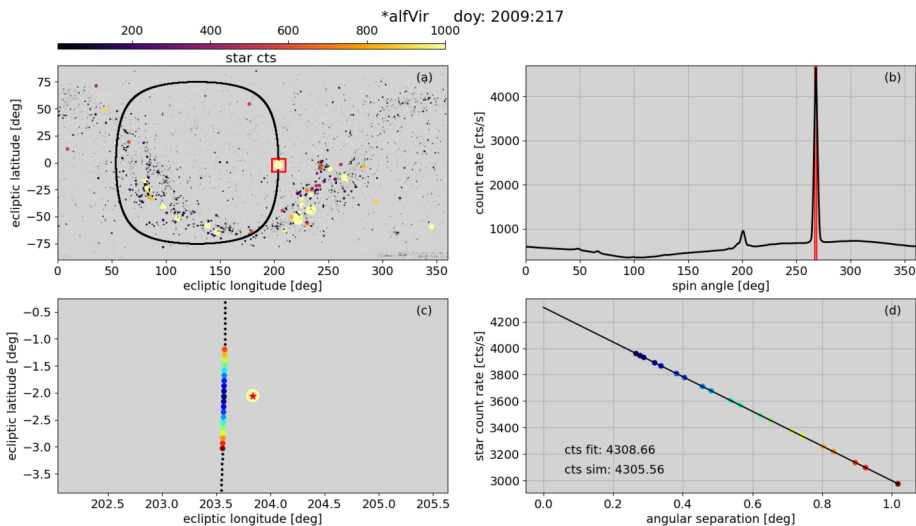 *alfVir doy: 2009:217
200 400 600 800 1000
star cts
(a)
75
50
25
0
−25
−50
−75
ecliptic latitude [deg]
0 50 100 150 200 250 300 350
ecliptic longitude [deg]
(b)
4000
3000
2000
1000
count rate [cts/s]
0 50 100 150 200 250 300 350
spin angle [deg]
(c)
−0.5
−1.0
−1.5
−2.0
−2.5
−3.0
−3.5
ecliptic latitude [deg]
202.5 203.0 203.5 204.0 204.5 205.0 205.5
ecliptic longitude [deg]
(d)
4200
4000
3800
3600
3400
3200
3000
star count rate [cts/s]
cts fit: 4308.66
cts sim: 4305.56
0.0 0.2 0.4 0.6 0.8 1.0
angular separation [deg]